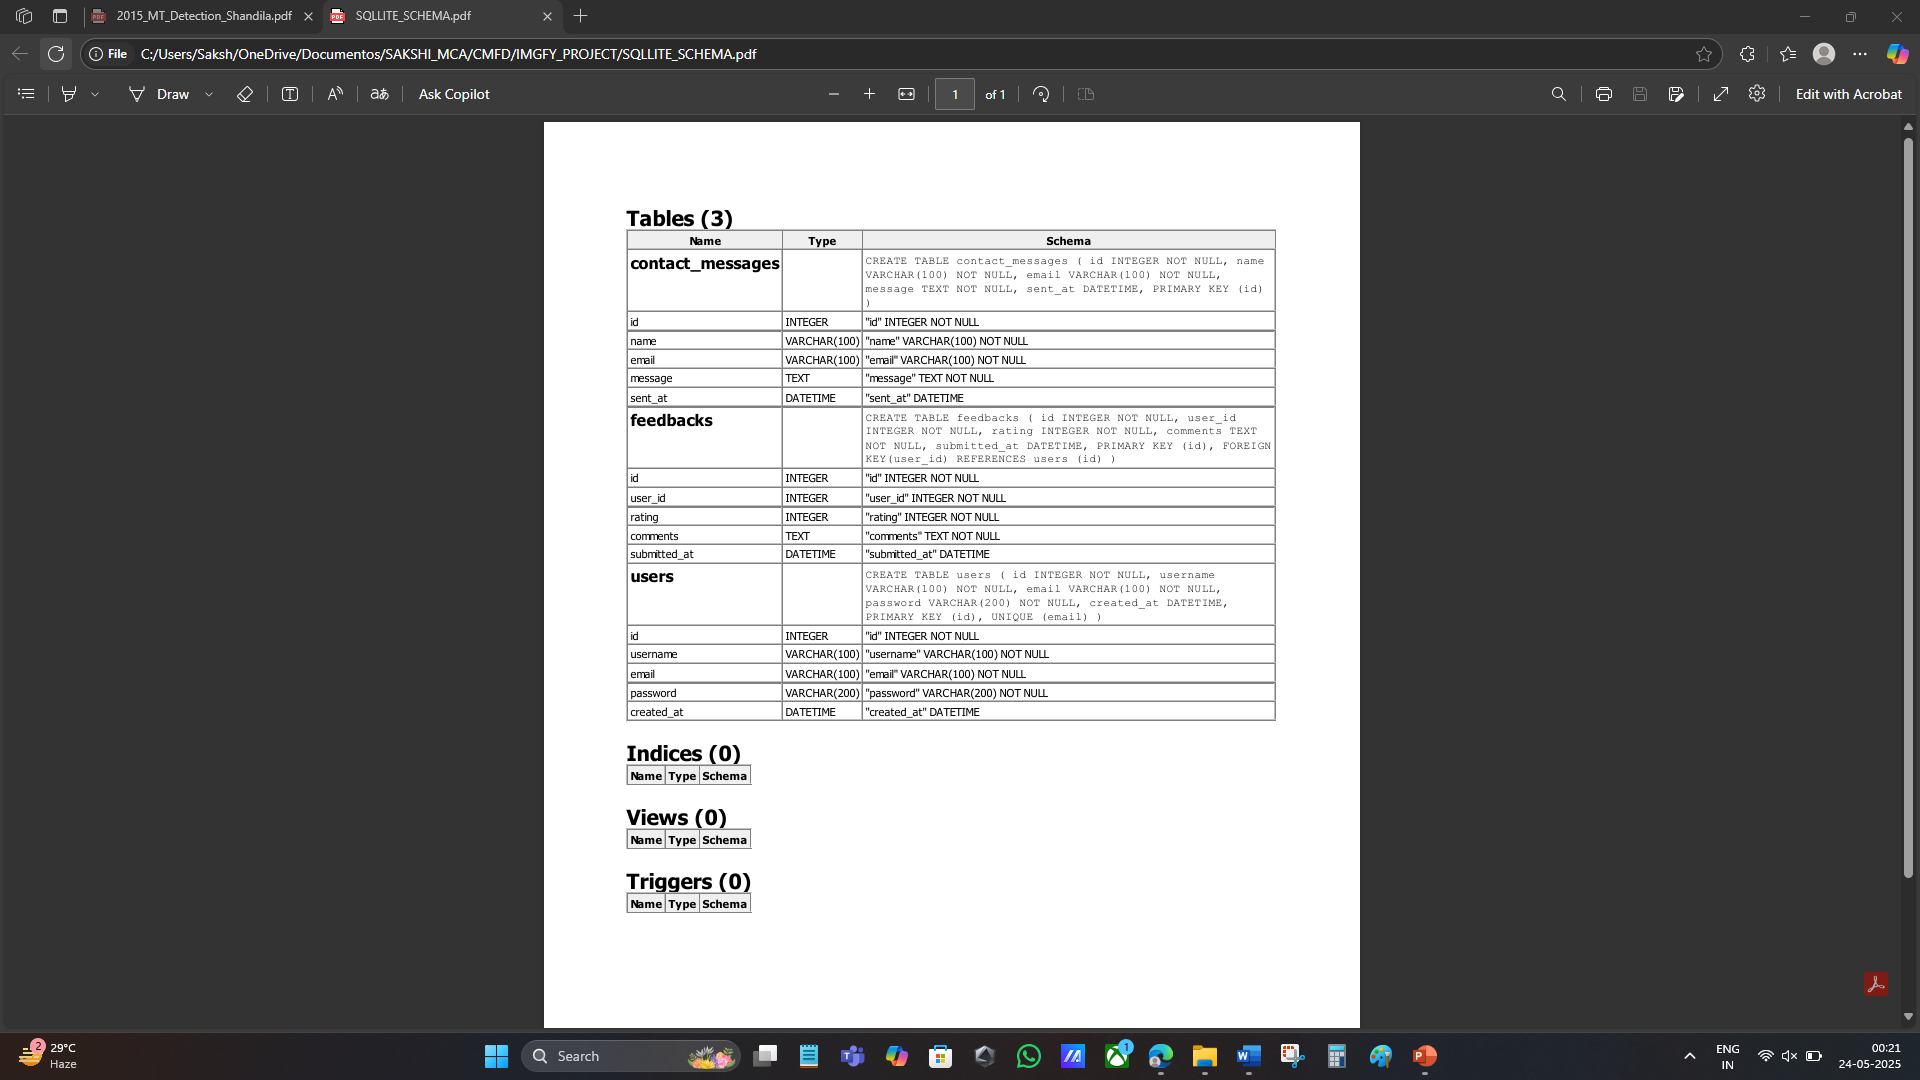 2015_MT_Detection_Shandila.pdf
SQLLITE_SCHEMA.pdf
File C:/Users/Saksh/OneDrive/Documentos/SAKSHI_MCA/CMFD/IMGFY_PROJECT/SQLLITE_SCHEMA.pdf
Draw Ask Copilot 1 of 1 Edit with Acrobat
Tables (3)
Name Type Schema
contact_messages CREATE TABLE contact_messages ( id INTEGER NOT NULL, name
VARCHAR(100) NOT NULL, email VARCHAR(100) NOT NULL,
message TEXT NOT NULL, sent_at DATETIME, PRIMARY KEY (id)
)
id INTEGER "id" INTEGER NOT NULL
name VARCHAR(100) "name" VARCHAR(100) NOT NULL
email VARCHAR(100) "email" VARCHAR(100) NOT NULL
message TEXT "message" TEXT NOT NULL
sent_at DATETIME "sent_at" DATETIME
feedbacks CREATE TABLE feedbacks ( id INTEGER NOT NULL, user_id
INTEGER NOT NULL, rating INTEGER NOT NULL, comments TEXT
NOT NULL, submitted_at DATETIME, PRIMARY KEY (id), FOREIGN
KEY(user_id) REFERENCES users (id) )
id INTEGER "id" INTEGER NOT NULL
user_id INTEGER "user_id" INTEGER NOT NULL
rating INTEGER "rating" INTEGER NOT NULL
comments TEXT "comments" TEXT NOT NULL
submitted_at DATETIME "submitted_at" DATETIME
users CREATE TABLE users ( id INTEGER NOT NULL, username
VARCHAR(100) NOT NULL, email VARCHAR(100) NOT NULL,
password VARCHAR(200) NOT NULL, created_at DATETIME,
PRIMARY KEY (id), UNIQUE (email) )
id INTEGER "id" INTEGER NOT NULL
username VARCHAR(100) "username" VARCHAR(100) NOT NULL
email VARCHAR(100) "email" VARCHAR(100) NOT NULL
password VARCHAR(200) "password" VARCHAR(200) NOT NULL
created_at DATETIME "created_at" DATETIME
Indices (0)
Name Type Schema
Views (0)
Name Type Schema
Triggers (0)
Name Type Schema
2 29°C
Haze
Search
1
ENG
IN
00:21
24-05-2025